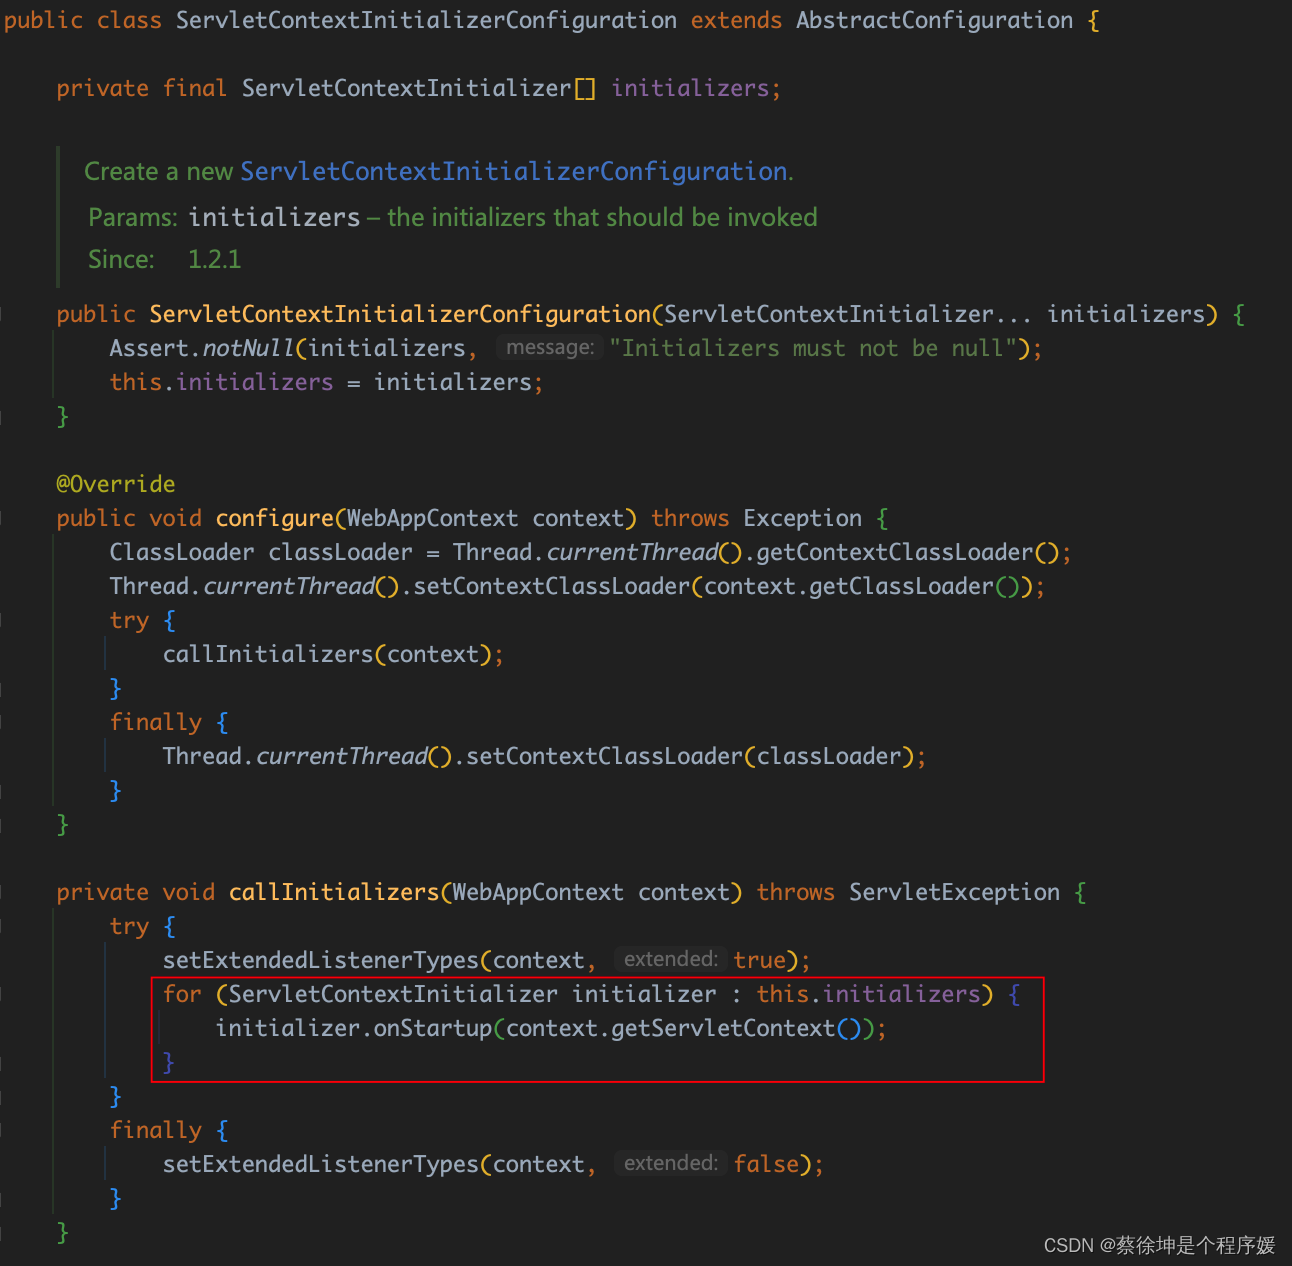 public class ServletContextInitializerConfiguration extends AbstractConfiguration {
private final ServletContextInitializer[] initializers;
Create a new ServletContextInitializerConfiguration.
Params: initializers – the initializers that should be invoked
Since: 1.2.1
public ServletContextInitializerConfiguration(ServletContextInitializer... initializers) {
Assert.notNull(initializers, message: "Initializers must not be null");
this.initializers = initializers;
}
@Override
public void configure(WebAppContext context) throws Exception {
ClassLoader classLoader = Thread.currentThread().getContextClassLoader();
Thread.currentThread().setContextClassLoader(context.getClassLoader());
try {
callInitializers(context);
}
finally {
Thread.currentThread().setContextClassLoader(classLoader);
}
}
private void callInitializers(WebAppContext context) throws ServletException {
try {
setExtendedListenerTypes(context, extended: true);
for (ServletContextInitializer initializer : this.initializers) {
initializer.onStartup(context.getServletContext());
}
}
finally {
setExtendedListenerTypes(context, extended: false);
}
}
CSDN @蔡徐坤是个程序媛